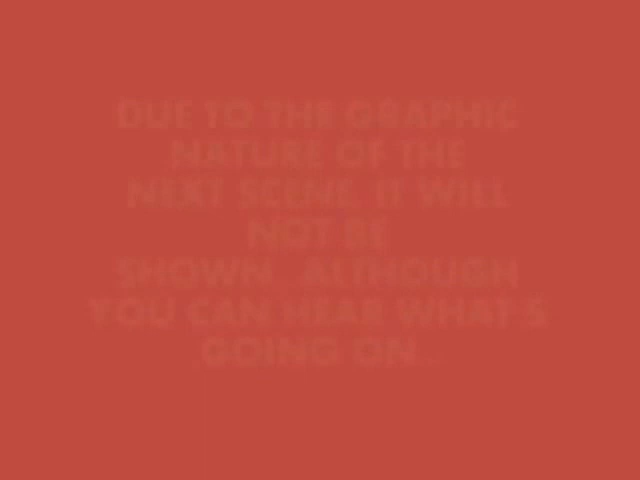 DUE TO THE GRAPHIC
NATURE OF THE
NEXT SCENE, IT WILL
NOT BE
SHOWN. ALTHOUGH
YOU CAN HEAR WHAT'S
GOING ON...